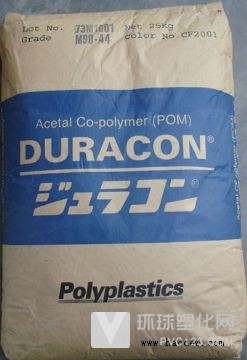 Lot No. 73M1001 Net 25Kg
Grade M90-44 Color No. CF2001
Acetal Co-polymer (POM)
DURACON®
ジュラコン®
Polyplastics
环球塑化网